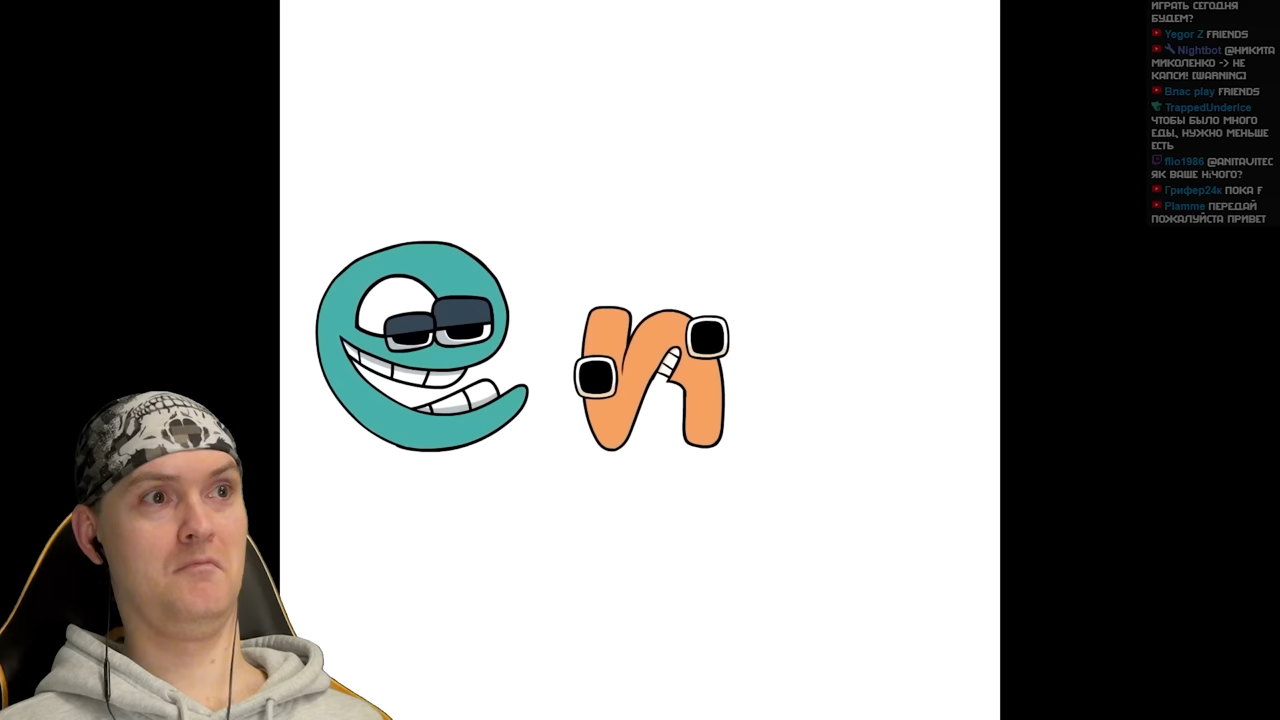 ИГРАТЬ СЕГОДНЯ
БУДЕМ?
Yegor Z FRIENDS
Nightbot @НИКИТА
МИКОЛЕНКО -> НЕ
КАПСИ! [WARNING]
Влас play FRIENDS
TrappedUnderIce
ЧТОБЫ БЫЛО МНОГО
ЕДЫ, НУЖНО МЕНЬШЕ
ЕСТЬ
flio1986 @ANITAVITEC
ЯК ВАШЕ НІЧОГО?
Грифер24к ПОКА F
Plamme ПЕРЕДАЙ
ПОЖАЛУЙСТА ПРИВЕТ
e n